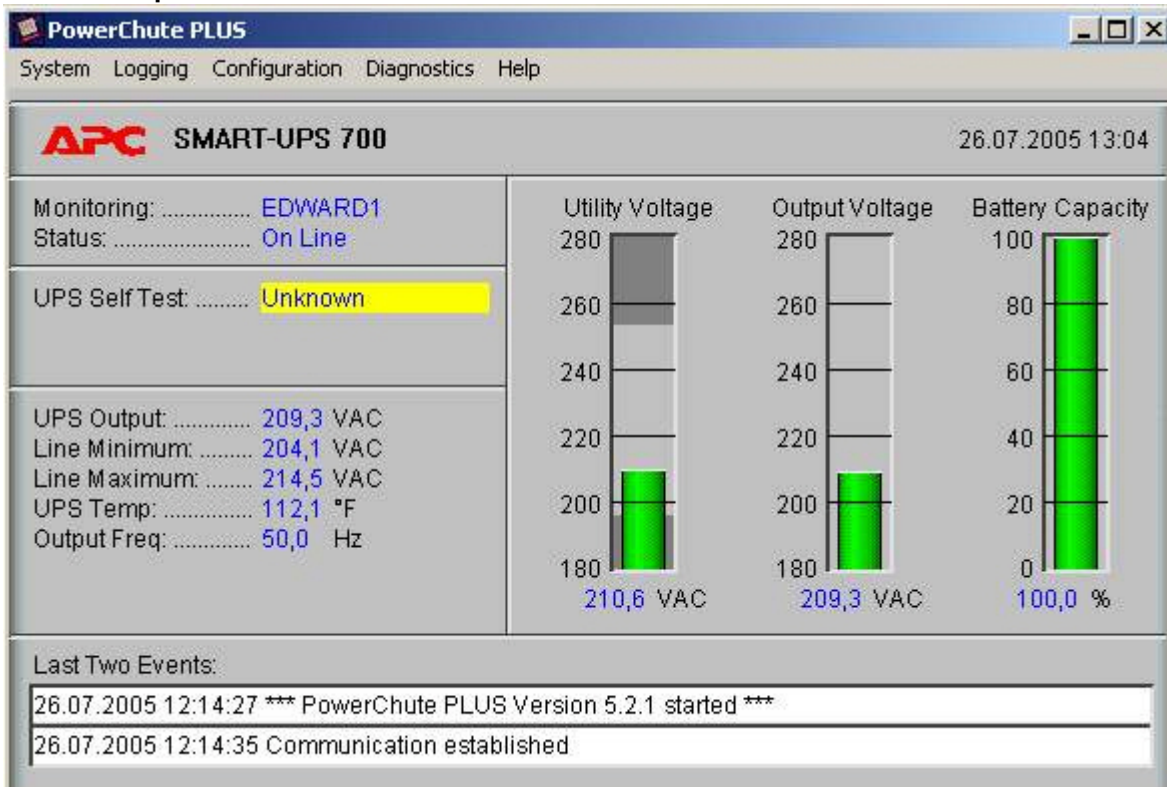 PowerChute PLUS
System Logging Configuration Diagnostics Help
APC SMART-UPS 700 26.07.2005 13:04
Monitoring: ............... EDWARD1
Status: ....................... On Line
UPS Self Test: ......... Unknown
UPS Output: ............. 209,3 VAC
Line Minimum: ......... 204,1 VAC
Line Maximum: ........ 214,5 VAC
UPS Temp: ............... 112,1 °F
Output Freq: ............. 50,0 Hz
Utility Voltage
280
260
240
220
200
180
210,6 VAC
Output Voltage
280
260
240
220
200
180
209,3 VAC
Battery Capacity
100
80
60
40
20
0
100,0 %
Last Two Events:
26.07.2005 12:14:27 *** PowerChute PLUS Version 5.2.1 started ***
26.07.2005 12:14:35 Communication established